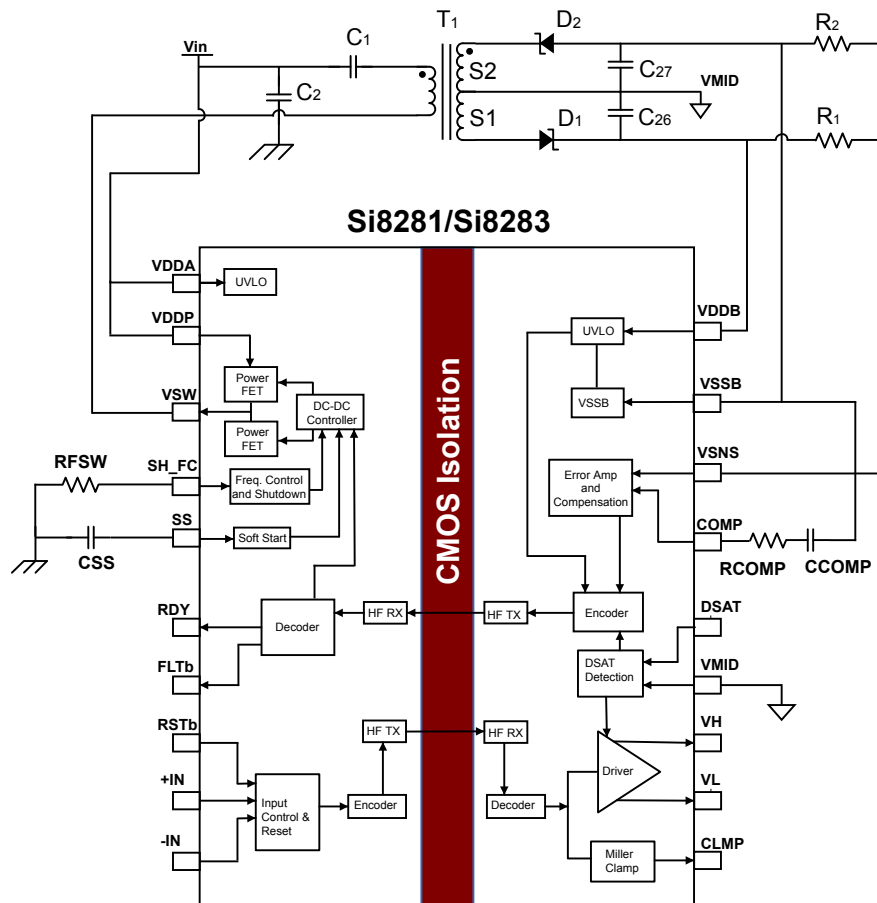 Vin
C1
C2
T1
S2
S1
D2
D1
C27
C26
VMID
R2
R1
Si8281/Si8283
CMOS Isolation
VDDA
UVLO
VDDP
Power
FET
VSW
Power
FET
DC-DC
Controller
RFSW
SH_FC
Freq. Control
and Shutdown
SS
Soft Start
CSS
RDY
Decoder
HF RX
HF TX
FLTb
RSTb
+IN
-IN
Input
Control &
Reset
Encoder
HF TX
HF RX
Decoder
VDDB
UVLO
VSSB
VSSB
VSNS
Error Amp
and
Compensation
COMP
RCOMP
CCOMP
Encoder
DSAT
DSAT
Detection
VMID
VH
Driver
VL
Miller
Clamp
CLMP